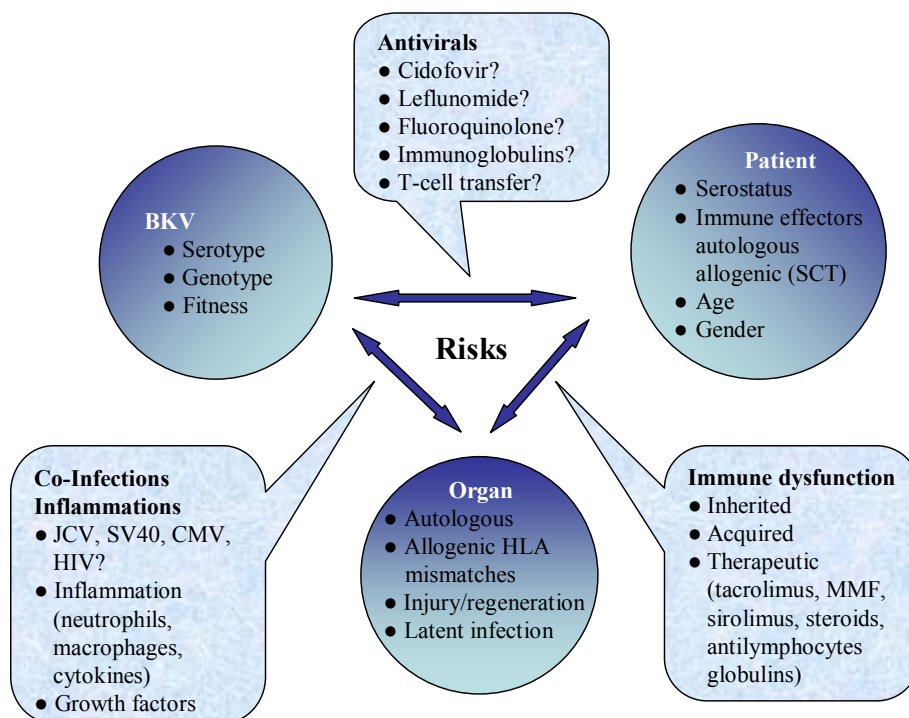 Antivirals
● Cidofovir?
● Leflunomide?
● Fluoroquinolone?
● Immunoglobulins?
● T-cell transfer?
BKV
● Serotype
● Genotype
● Fitness
Patient
● Serostatus
● Immune effectors
autologous
allogenic (SCT)
● Age
● Gender
Risks
Co-Infections
Inflammations
● JCV, SV40, CMV,
HIV?
● Inflammation
(neutrophils,
macrophages,
cytokines)
● Growth factors
Organ
● Autologous
● Allogenic HLA
mismatches
● Injury/regeneration
● Latent infection
Immune dysfunction
● Inherited
● Acquired
● Therapeutic
(tacrolimus, MMF,
sirolimus, steroids,
antilymphocytes
globulins)